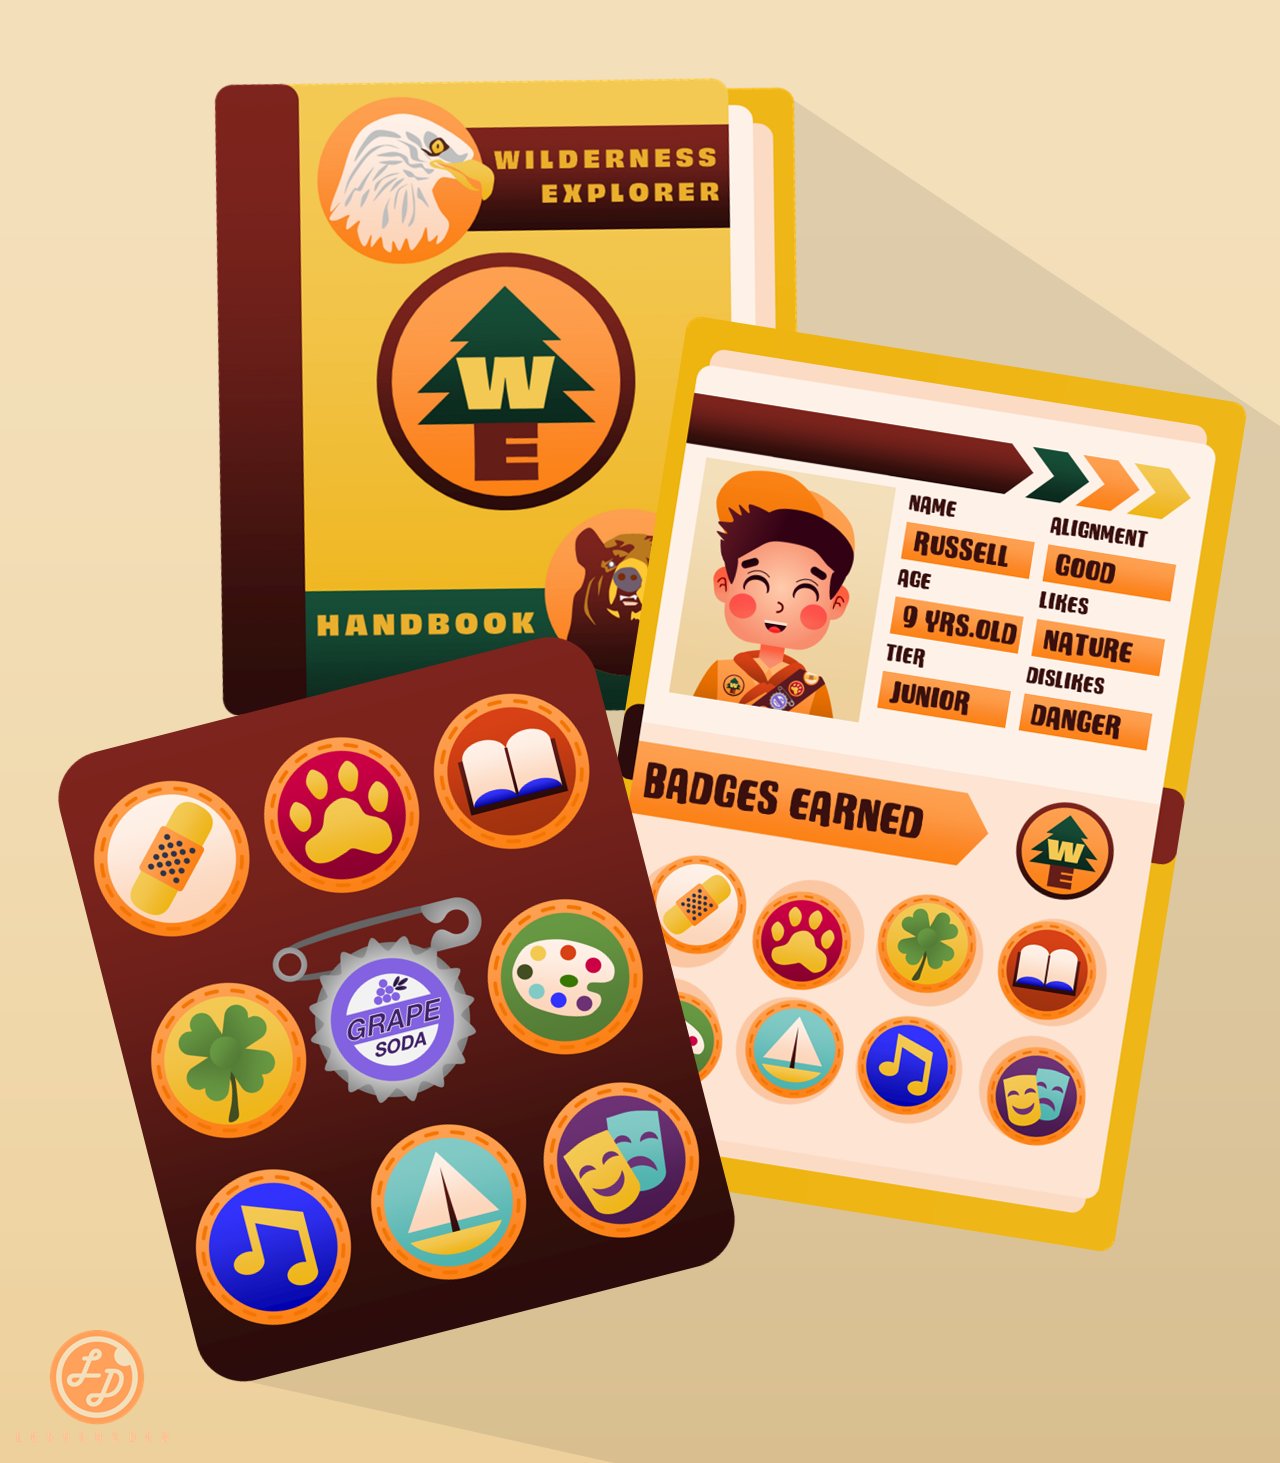 WILDERNESS
EXPLORER
W
E
HANDBOOK
NAME
RUSSELL
ALIGNMENT
GOOD
AGE
9 YRS.OLD
LIKES
NATURE
TIER
JUNIOR
DISLIKES
DANGER
BADGES EARNED
W
E
GRAPE
SODA
LD